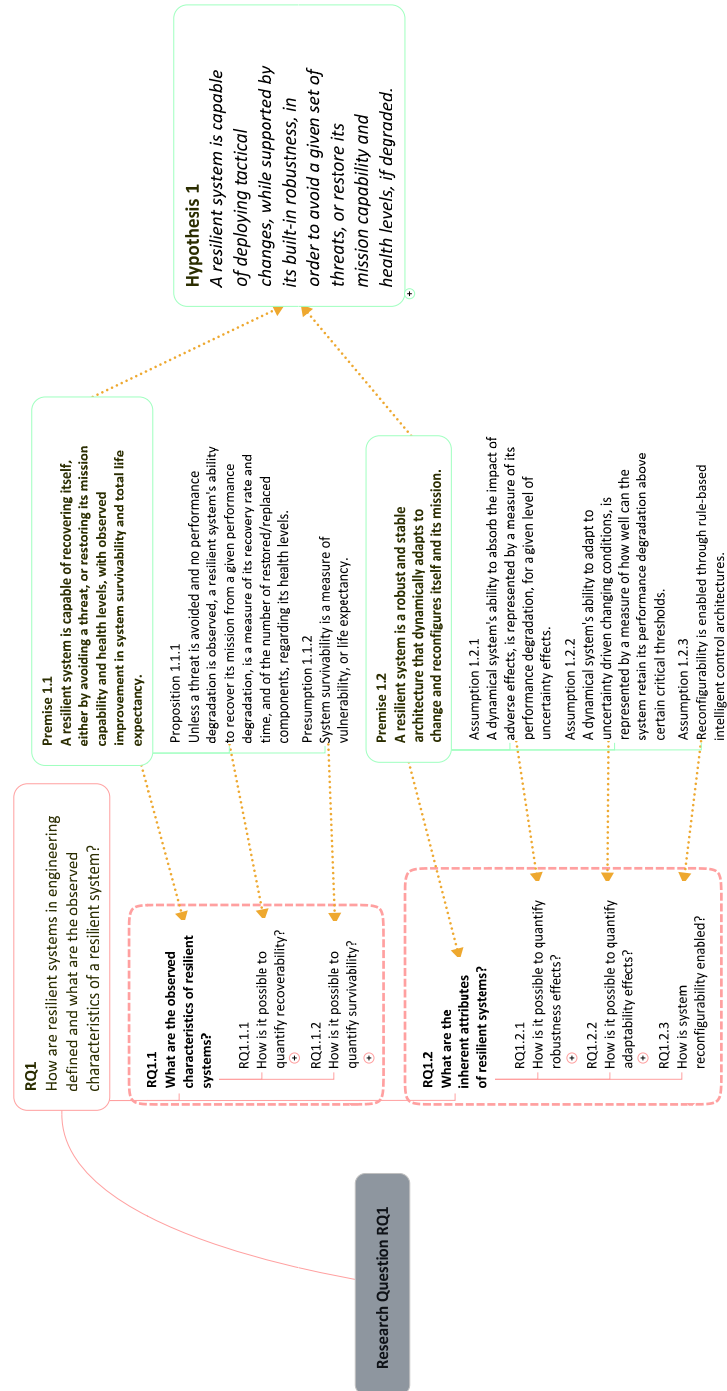 Research Question RQ1
RQ1
How are resilient systems in engineering
defined and what are the observed
characteristics of a resilient system?
RQ1.1
What are the observed
characteristics of resilient
systems?
RQ1.1.1
How is it possible to
quantify recoverability?
RQ1.1.2
How is it possible to
quantify survivability?
RQ1.2
What are the
inherent attributes
of resilient systems?
RQ1.2.1
How is it possible to quantify
robustness effects?
RQ1.2.2
How is it possible to quantify
adaptability effects?
RQ1.2.3
How is system
reconfigurability enabled?
Premise 1.1
A resilient system is capable of recovering itself,
either by avoiding a threat, or restoring its mission
capability and health levels, with observed
improvement in system survivability and total life
expectancy.
Proposition 1.1.1
Unless a threat is avoided and no performance
degradation is observed, a resilient system's ability
to recover its mission from a given performance
degradation, is a measure of its recovery rate and
time, and of the number of restored/replaced
components, regarding its health levels.
Presumption 1.1.2
System survivability is a measure of
vulnerability, or life expectancy.
Premise 1.2
A resilient system is a robust and stable
architecture that dynamically adapts to
change and reconfigures itself and its mission.
Assumption 1.2.1
A dynamical system's ability to absorb the impact of
adverse effects, is represented by a measure of its
performance degradation, for a given level of
uncertainty effects.
Assumption 1.2.2
A dynamical system's ability to adapt to
uncertainty driven changing conditions, is
represented by a measure of how well can the
system retain its performance degradation above
certain critical thresholds.
Assumption 1.2.3
Reconfigurability is enabled through rule-based
intelligent control architectures.
Hypothesis 1
A resilient system is capable
of deploying tactical
changes, while supported by
its built-in robustness, in
order to avoid a given set of
threats, or restore its
mission capability and
health levels, if degraded.